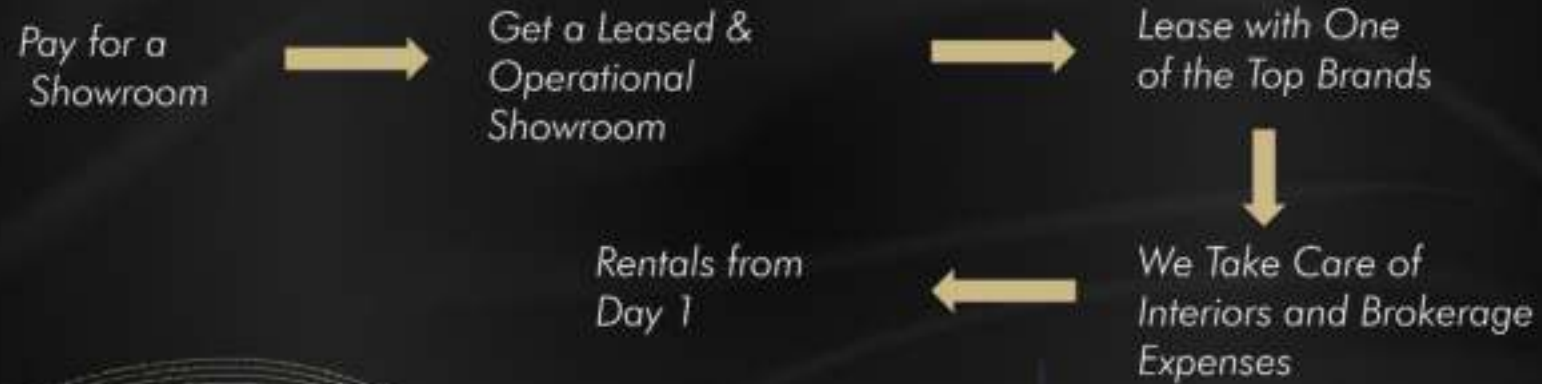 Pay for a
Showroom
Get a Leased &
Operational
Showroom
Lease with One
of the Top Brands
We Take Care of
Interiors and Brokerage
Expenses
Rentals from
Day 1